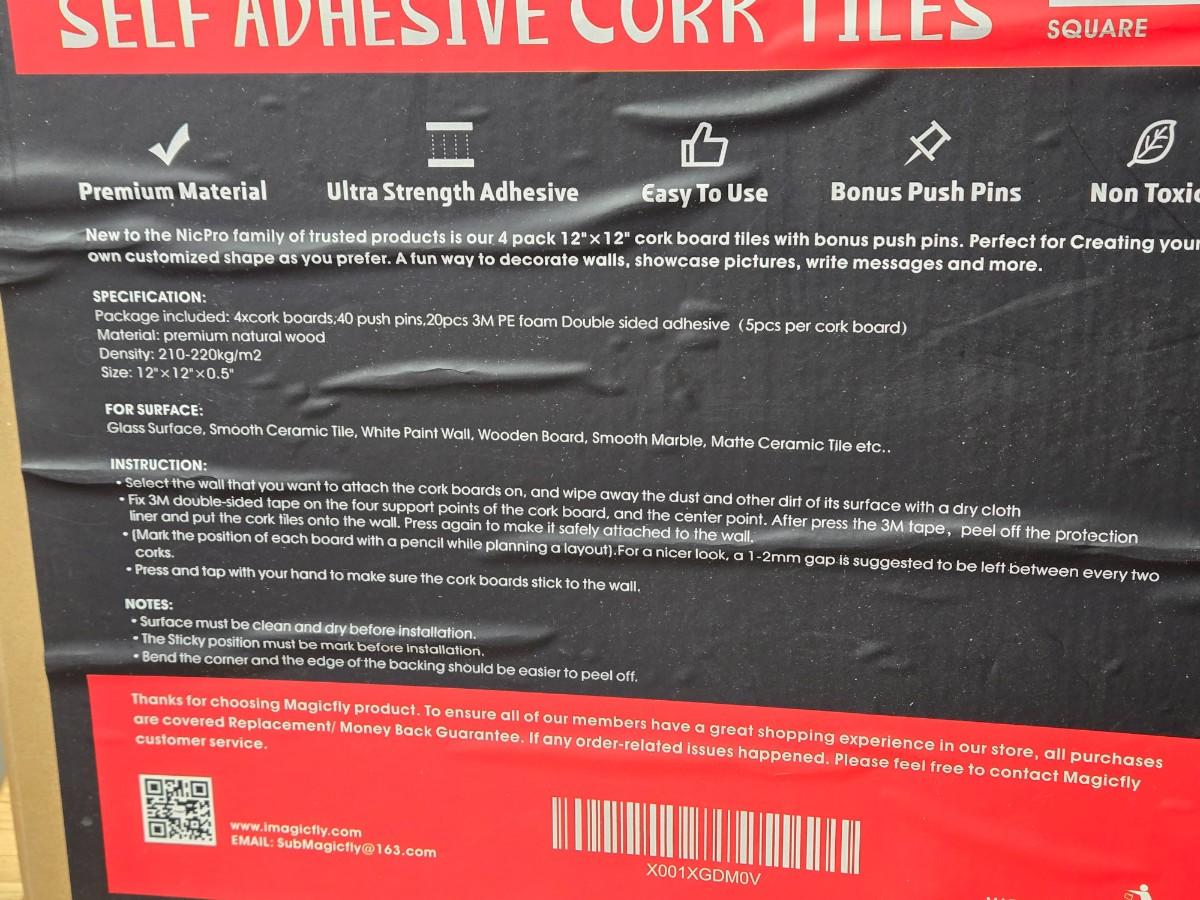 SELF ADHESIVE CORK TILES
SQUARE
Premium Material
Ultra Strength Adhesive
Easy To Use
Bonus Push Pins
Non Toxic
New to the NicPro family of trusted products is our 4 pack 12"×12" cork board tiles with bonus push pins. Perfect for Creating your
own customized shape as you prefer. A fun way to decorate walls, showcase pictures, write messages and more.
SPECIFICATION:
Package included: 4xcork boards;40 push pins,20pcs 3M PE foam Double sided adhesive（5pcs per cork board）
Material: premium natural wood
Density: 210-220kg/m2
Size: 12"×12"×0.5"
FOR SURFACE:
Glass Surface, Smooth Ceramic Tile, White Paint Wall, Wooden Board, Smooth Marble, Matte Ceramic Tile etc..
INSTRUCTION:
• Select the wall that you want to attach the cork boards on, and wipe away the dust and other dirt of its surface with a dry cloth
• Fix 3M double-sided tape on the four support points of the cork board, and the center point. After press the 3M tape，peel off the protection
liner and put the cork tiles onto the wall. Press again to make it safely attached to the wall.
• (Mark the position of each board with a pencil while planning a layout).For a nicer look, a 1-2mm gap is suggested to be left between every two
corks.
• Press and tap with your hand to make sure the cork boards stick to the wall.
NOTES:
• Surface must be clean and dry before installation.
• The Sticky position must be mark before installation.
• Bend the corner and the edge of the backing should be easier to peel off.
Thanks for choosing Magicfly product. To ensure all of our members have a great shopping experience in our store, all purchases
are covered Replacement/ Money Back Guarantee. If any order-related issues happened. Please feel free to contact Magicfly
customer service.
www.imagicfly.com
EMAIL: SubMagicfly@163.com
X001XGDM0V